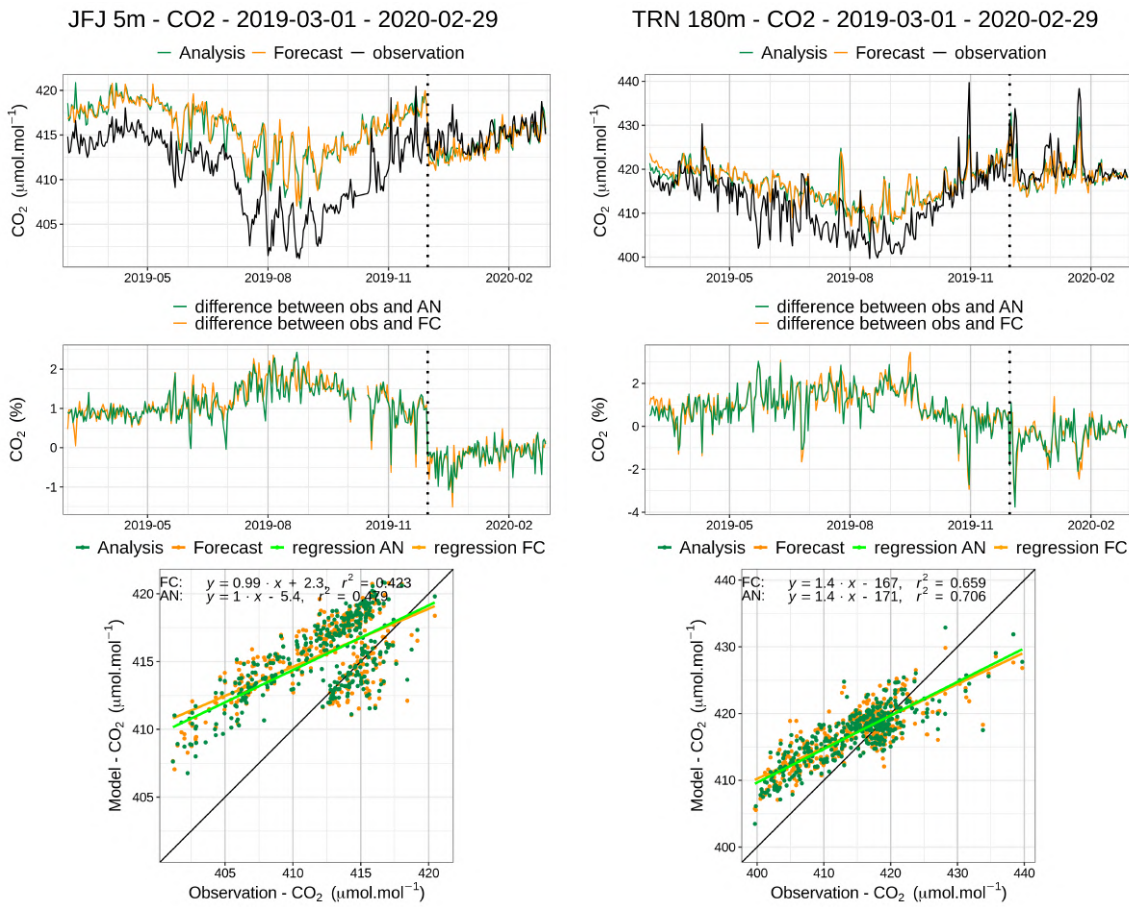 JFJ 5m - CO2 - 2019-03-01 - 2020-02-29
Analysis Forecast observation
420
415
410
405
CO2 (μmol.mol−1)
2019-05 2019-08 2019-11 2020-02
difference between obs and AN
difference between obs and FC
2
1
0
-1
CO2 (%)
2019-05 2019-08 2019-11 2020-02
Analysis Forecast regression AN regression FC
FC: y = 0.99 · x + 2.3, r2 = 0.423
AN: y = 1 · x - 5.4, r2 = 0.479
420
415
410
405
Model - CO2 (μmol.mol−1)
405 410 415 420
Observation - CO2 (μmol.mol−1)
TRN 180m - CO2 - 2019-03-01 - 2020-02-29
Analysis Forecast observation
440
430
420
410
400
CO2 (μmol.mol−1)
2019-05 2019-08 2019-11 2020-02
difference between obs and AN
difference between obs and FC
2
0
-2
-4
CO2 (%)
2019-05 2019-08 2019-11 2020-02
Analysis Forecast regression AN regression FC
FC: y = 1.4 · x - 167, r2 = 0.659
AN: y = 1.4 · x - 171, r2 = 0.706
440
430
420
410
400
Model - CO2 (μmol.mol−1)
400 410 420 430 440
Observation - CO2 (μmol.mol−1)